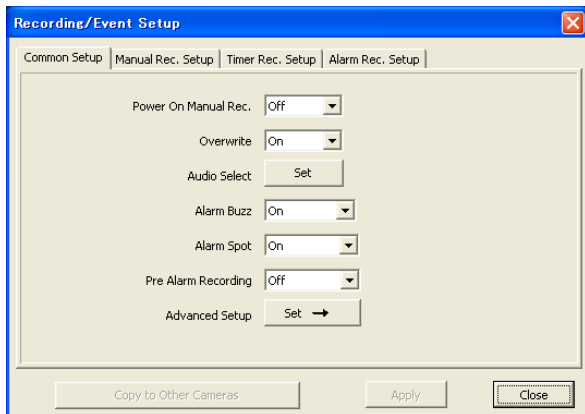 Recording/Event Setup
Common Setup Manual Rec. Setup Timer Rec. Setup Alarm Rec. Setup
Power On Manual Rec. Off
Overwrite On
Audio Select Set
Alarm Buzz On
Alarm Spot On
Pre Alarm Recording Off
Advanced Setup Set →
Copy to Other Cameras Apply Close